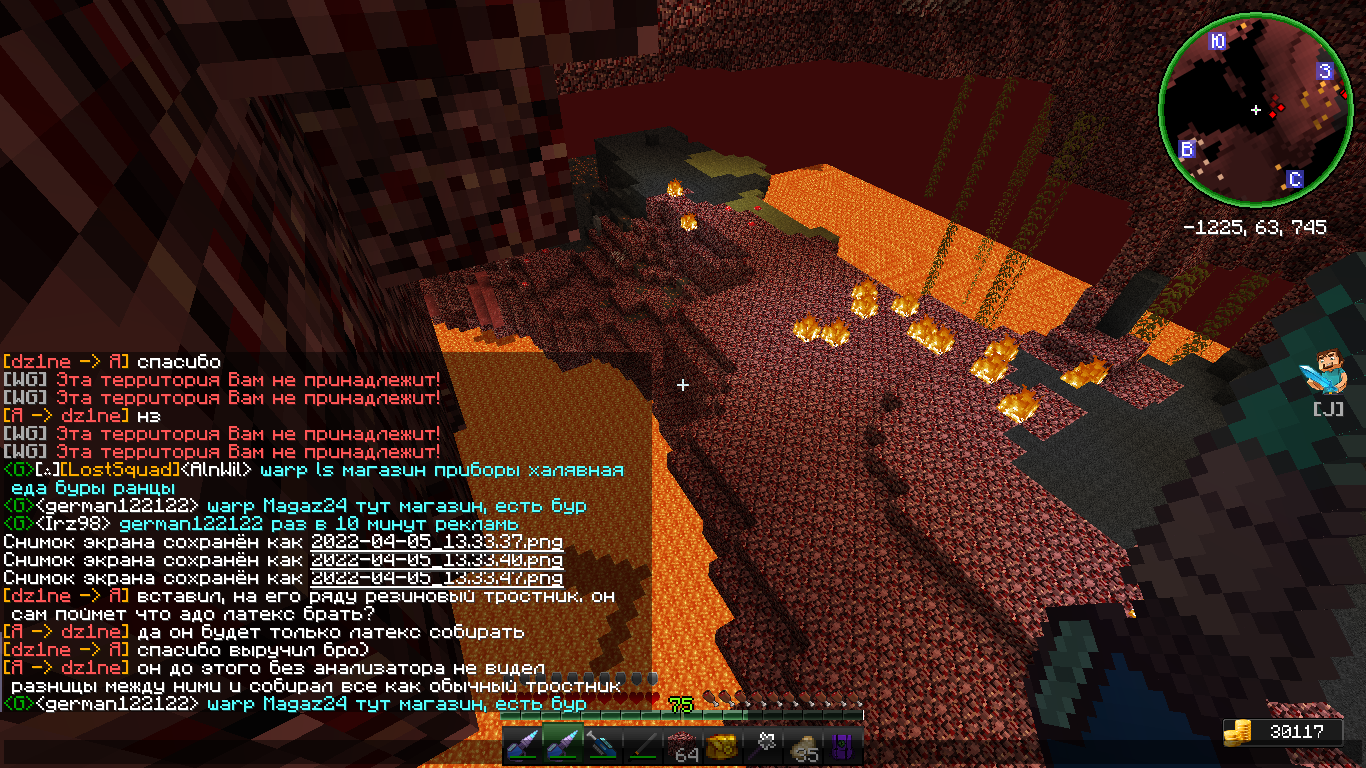 Ю
З
В
С
-1225, 63, 745
[J]
[dz1ne -> Я] спасибо
[WG] Эта территория Вам не принадлежит!
[WG] Эта территория Вам не принадлежит!
[Я -> dz1ne] нз
[WG] Эта территория Вам не принадлежит!
[WG] Эта территория Вам не принадлежит!
<G>[.][LostSquad]<AlnWil> warp ls магазин приборы халявная
еда буры ранцы
<G><german122122> warp Magaz24 тут магазин, есть бур
<G><Irz98> german122122 раз в 10 минут рекламь
Снимок экрана сохранён как 2022-04-05_13.33.37.png
Снимок экрана сохранён как 2022-04-05_13.33.40.png
Снимок экрана сохранён как 2022-04-05_13.33.47.png
[dz1ne -> Я] вставил, на его ряду резиновый тростник. он
сам поймет что адо латекс брать?
[Я -> dz1ne] да он будет только латекс собирать
[dz1ne -> Я] спасибо выручил бро)
[Я -> dz1ne] он до этого без анализатора не видел
разницы между ними и собирал все как обычный тростник
<G><german122122> warp Magaz24 тут магазин, есть бур
75
64
35
30117